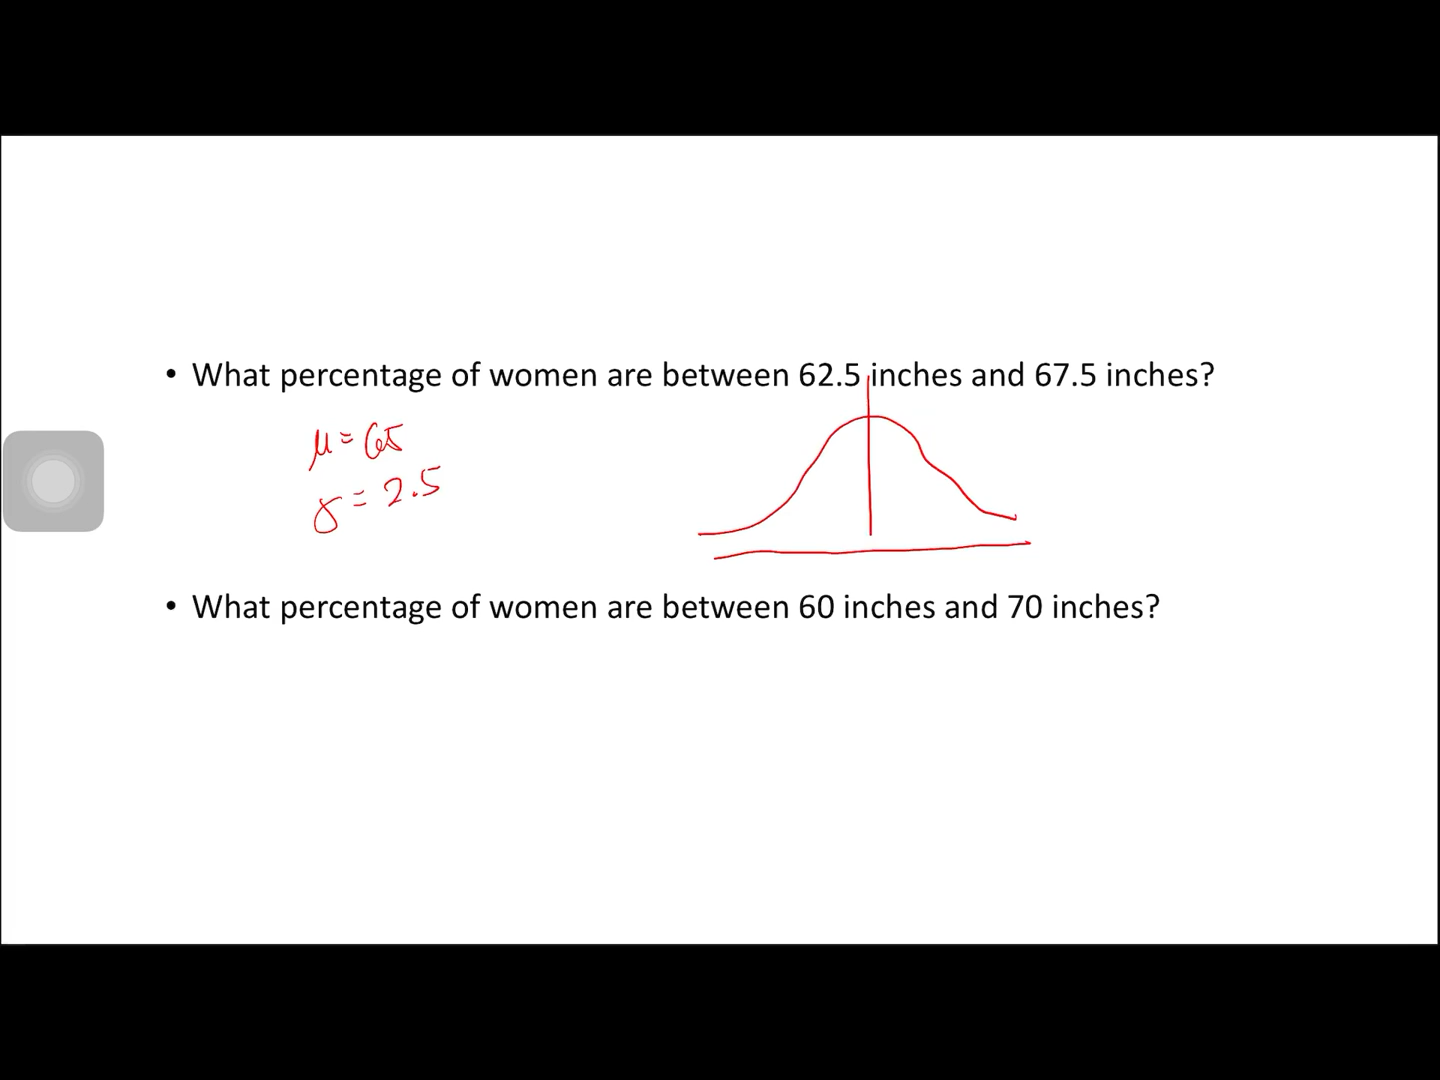 • What percentage of women are between 62.5 inches and 67.5 inches?
μ = 65
σ = 2.5
• What percentage of women are between 60 inches and 70 inches?